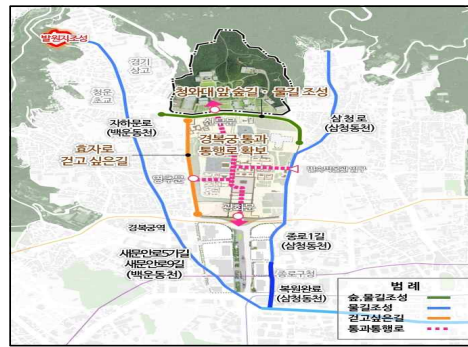 발원지조성
경기
상고
청운
초교
청와대 앞 숲길 · 물길 조성
자하문로
(백운동천)
삼청로
(삼청동천)
효자로
걷고 싶은길
경복궁 통과
통행로 확보
영추문
광화문
경복궁역
종로1길
(삼청동천)
새문안로5가길
새문안로9길
(백운동천)
종로구청
복원완료
(삼청동천)
범 례
숲,물길조성
물길조성
걷고싶은길
통과통행로